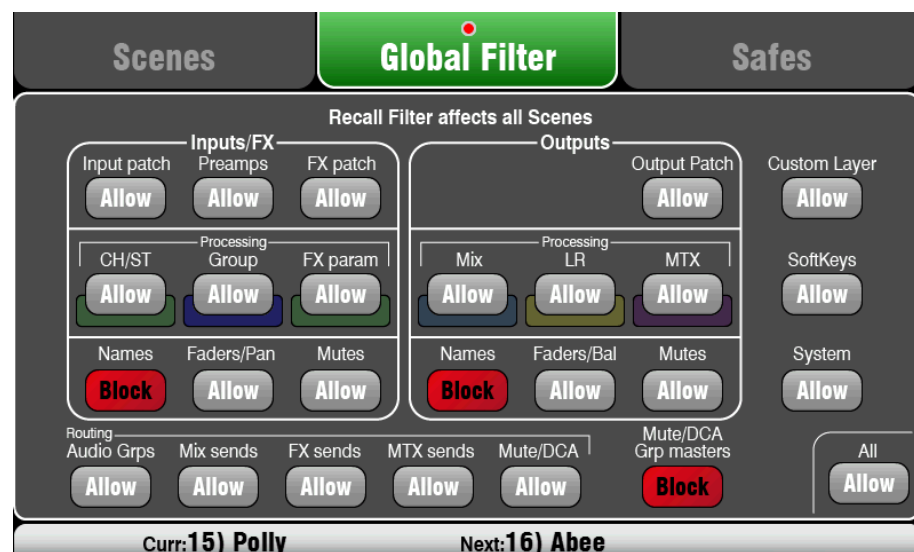 Scenes Global Filter Safes
Recall Filter affects all Scenes
Inputs/FX Outputs
Input patch Preamps FX patch Output Patch Custom Layer
Allow Allow Allow Allow Allow
Processing Processing
CH/ST Group FX param Mix LR MTX SoftKeys
Allow Allow Allow Allow Allow Allow Allow
Names Faders/Pan Mutes Names Faders/Bal Mutes System
Block Allow Allow Block Allow Allow Allow
Routing Mute/DCA
Audio Grps Mix sends FX sends MTX sends Mute/DCA Grp masters All
Allow Allow Allow Allow Allow Block Allow
Curr:15) Polly Next:16) Abee